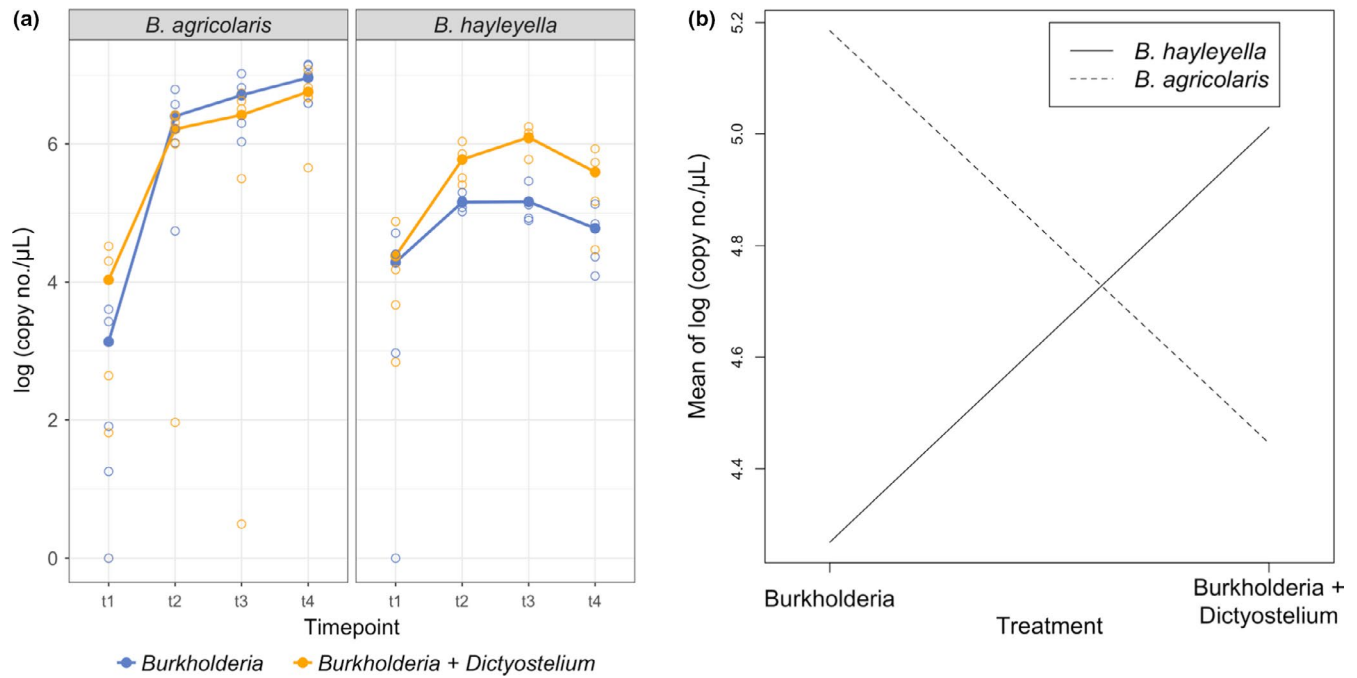 (a)
B. agricolaris
B. hayleyella
log (copy no./µL)
6
4
2
0
t1 t2 t3 t4
t1 t2 t3 t4
Timepoint
Burkholderia
Burkholderia + Dictyostelium
(b)
B. hayleyella
B. agricolaris
Mean of log (copy no./µL)
5.2
5.0
4.8
4.6
4.4
Burkholderia
Burkholderia +
Dictyostelium
Treatment